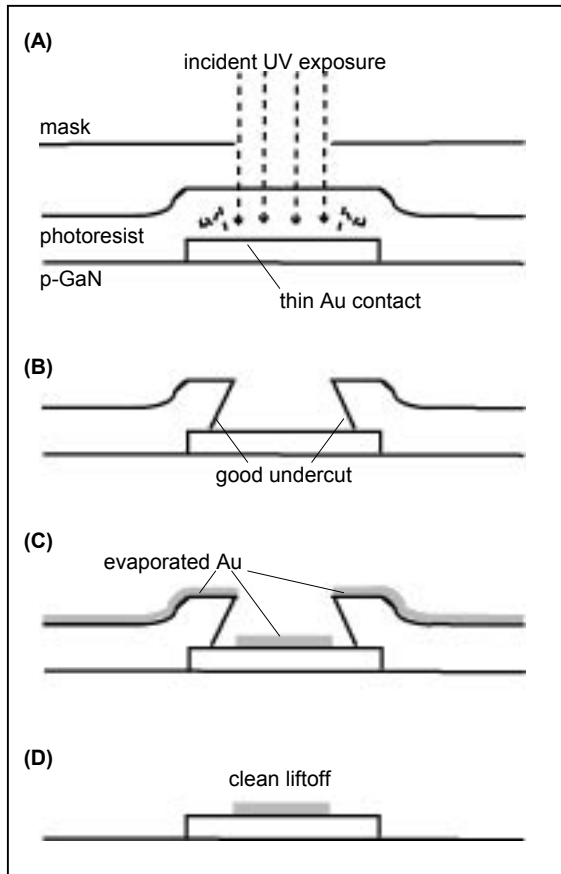 (A)
incident UV exposure
mask
photoresist
p-GaN
thin Au contact
(B)
good undercut
(C)
evaporated Au
(D)
clean liftoff